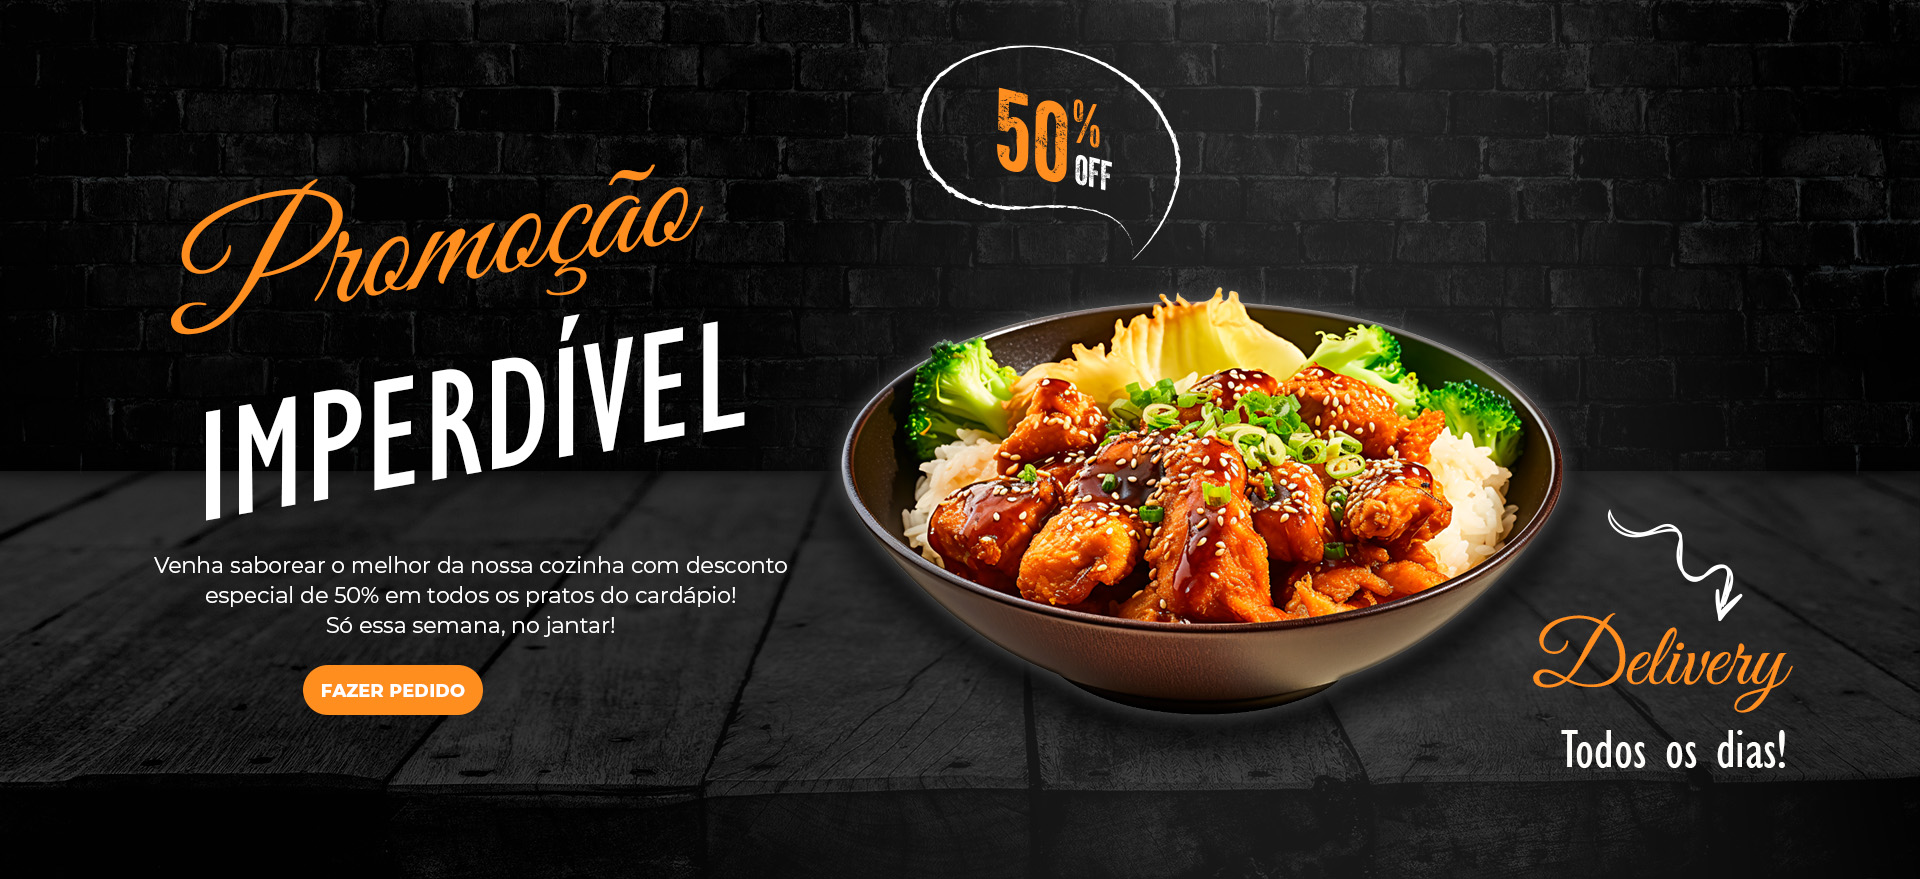 50%
OFF
Promoção
IMPERDÍVEL
Venha saborear o melhor da nossa cozinha com desconto
especial de 50% em todos os pratos do cardápio!
Só essa semana, no jantar!
FAZER PEDIDO
Delivery
Todos os dias!